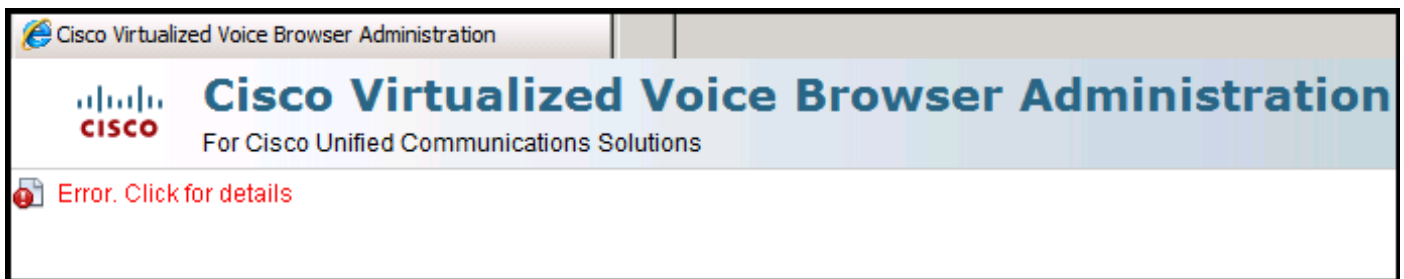 Cisco Virtualized Voice Browser Administration
CISCO
Cisco Virtualized Voice Browser Administration
For Cisco Unified Communications Solutions
Error. Click for details